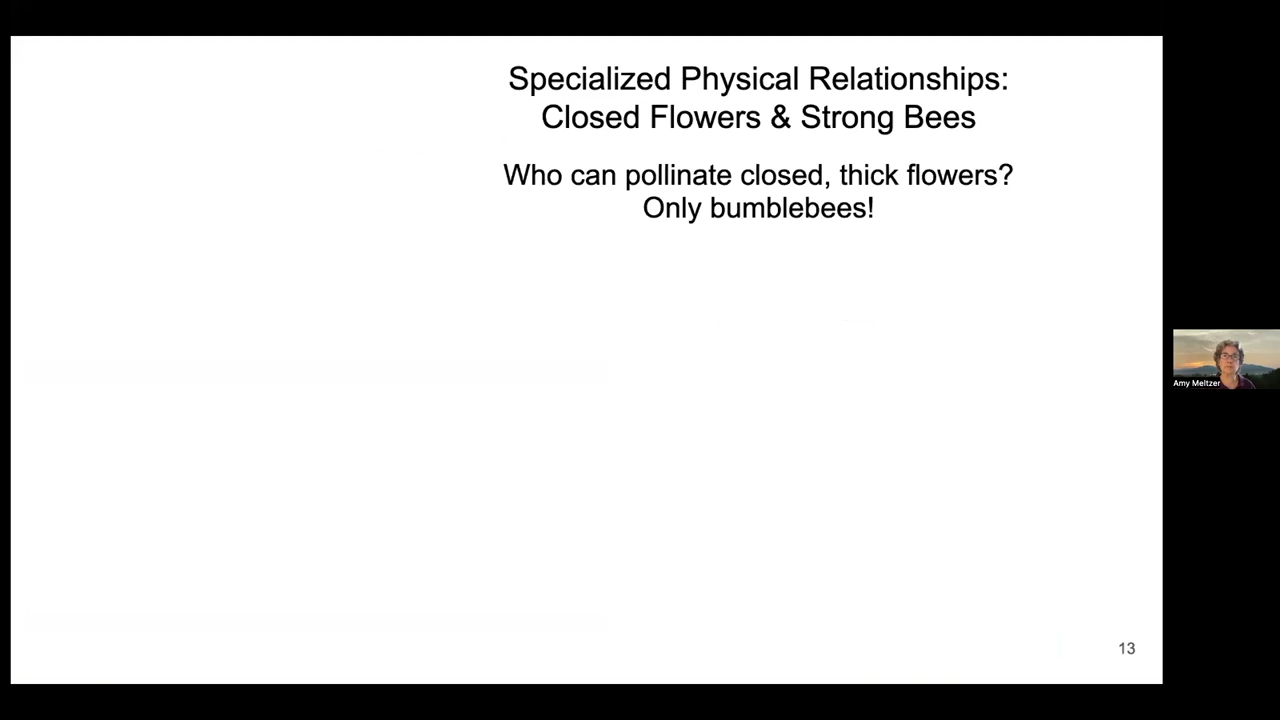 Specialized Physical Relationships:
Closed Flowers & Strong Bees
Who can pollinate closed, thick flowers?
Only bumblebees!
Amy Meltzer
13